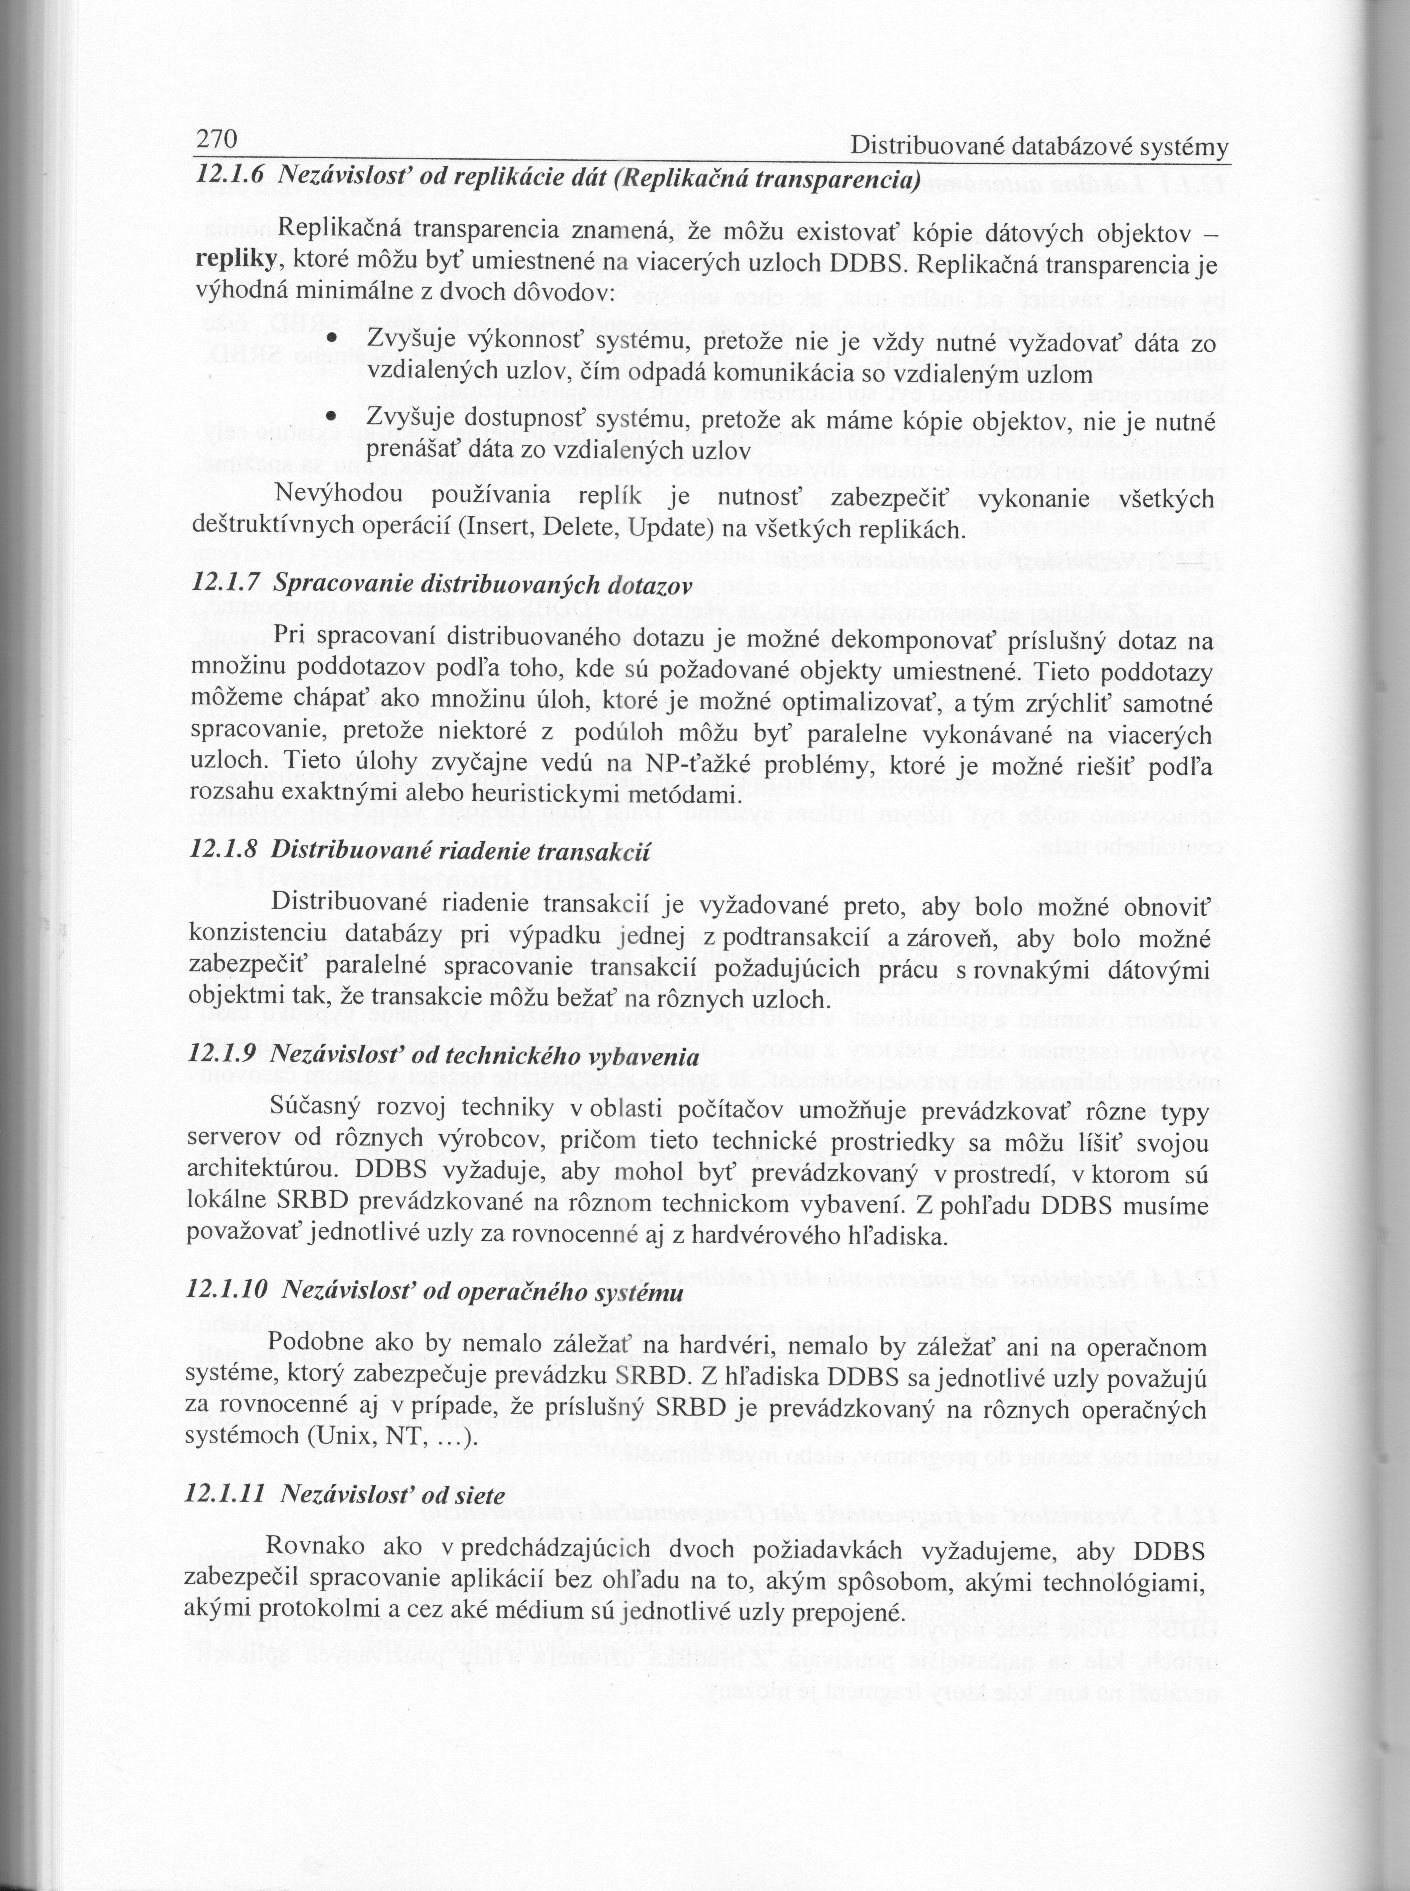 270
Distribuované databázové systémy
12.1.6 Nezávislosť od replikácie dát (Replikačná transparencia)
Replikačná transparencia znamená, že môžu existovať kópie dátových objektov –
repliky, ktoré môžu byť umiestnené na viacerých uzloch DDBS. Replikačná transparencia je
výhodná minimálne z dvoch dôvodov:
• Zvyšuje výkonnosť systému, pretože nie je vždy nutné vyžadovať dáta zo
vzdialených uzlov, čím odpadá komunikácia so vzdialeným uzlom
• Zvyšuje dostupnosť systému, pretože ak máme kópie objektov, nie je nutné
prenášať dáta zo vzdialených uzlov
Nevýhodou používania replík je nutnosť zabezpečiť vykonanie všetkých
deštruktívnych operácií (Insert, Delete, Update) na všetkých replikách.
12.1.7 Spracovanie distribuovaných dotazov
Pri spracovaní distribuovaného dotazu je možné dekomponovať príslušný dotaz na
množinu poddotazov podľa toho, kde sú požadované objekty umiestnené. Tieto poddotazy
môžeme chápať ako množinu úloh, ktoré je možné optimalizovať, a tým zrýchliť samotné
spracovanie, pretože niektoré z podúloh môžu byť paralelne vykonávané na viacerých
uzloch. Tieto úlohy zvyčajne vedú na NP-ťažké problémy, ktoré je možné riešiť podľa
rozsahu exaktnými alebo heuristickymi metódami.
12.1.8 Distribuované riadenie transakcií
Distribuované riadenie transakcií je vyžadované preto, aby bolo možné obnoviť
konzistenciu databázy pri výpadku jednej z podtransakcií a zároveň, aby bolo možné
zabezpečiť paralelné spracovanie transakcií požadujúcich prácu s rovnakými dátovými
objektmi tak, že transakcie môžu bežať na rôznych uzloch.
12.1.9 Nezávislosť od technického vybavenia
Súčasný rozvoj techniky v oblasti počítačov umožňuje prevádzkovať rôzne typy
serverov od rôznych výrobcov, pričom tieto technické prostriedky sa môžu líšiť svojou
architektúrou. DDBS vyžaduje, aby mohol byť prevádzkovaný v prostredí, v ktorom sú
lokálne SRBD prevádzkované na rôznom technickom vybavení. Z pohľadu DDBS musíme
považovať jednotlivé uzly za rovnocenné aj z hardvérového hľadiska.
12.1.10 Nezávislosť od operačného systému
Podobne ako by nemalo záležať na hardvéri, nemalo by záležať ani na operačnom
systéme, ktorý zabezpečuje prevádzku SRBD. Z hľadiska DDBS sa jednotlivé uzly považujú
za rovnocenné aj v prípade, že príslušný SRBD je prevádzkovaný na rôznych operačných
systémoch (Unix, NT, ...).
12.1.11 Nezávislosť od siete
Rovnako ako v predchádzajúcich dvoch požiadavkách vyžadujeme, aby DDBS
zabezpečil spracovanie aplikácií bez ohľadu na to, akým spôsobom, akými technológiami,
akými protokolmi a cez aké médium sú jednotlivé uzly prepojené.